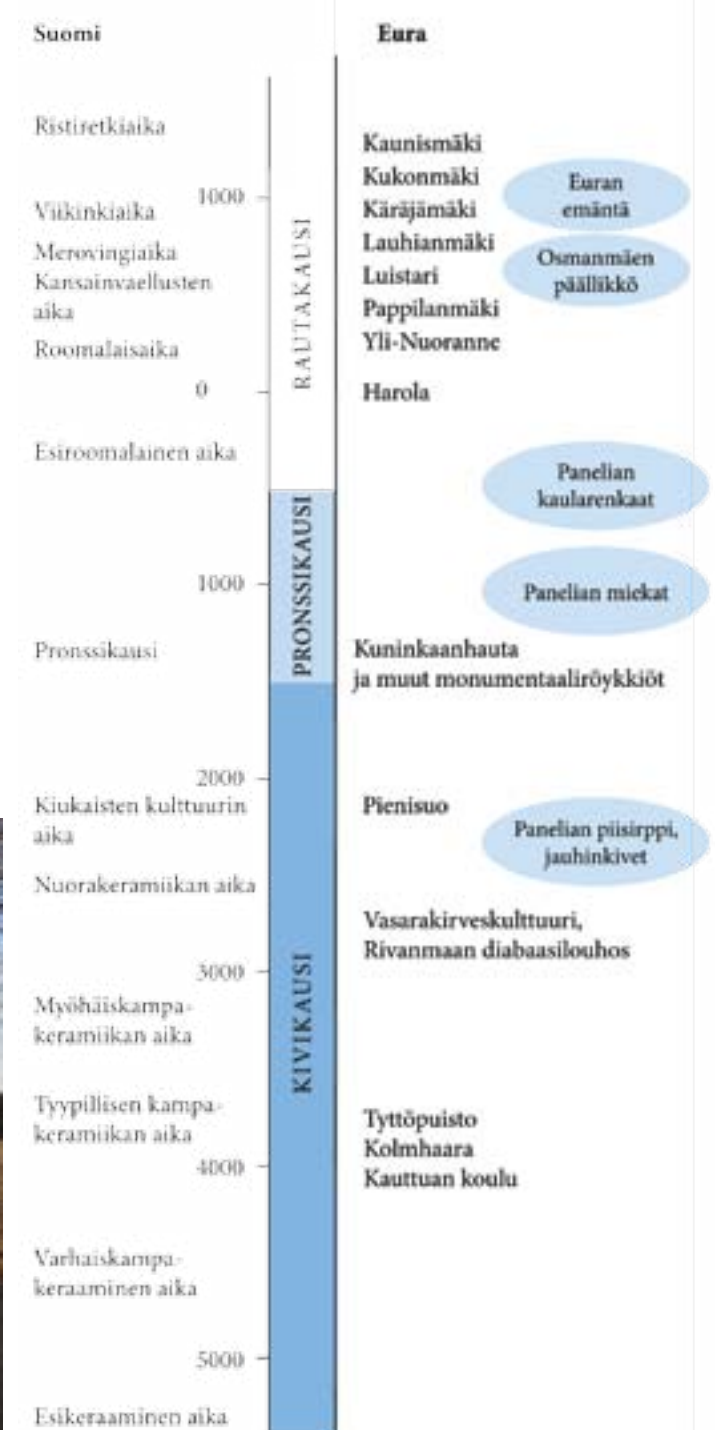 Suomi
Eura
Ristiretkiaika
1000
Viikinkiaika
Merovingiaika
Kansainvaellusten
aika
Roomalaisaika
0
Esiroomalainen aika
1000
Pronssikausi
2000
Kiukaisten kulttuurin
aika
Nuorakeramiikan aika
3000
Myöhäiskampa-
keramiikan aika
Tyypillisen kampa-
keramiikan aika
4000
Varhaiskampa-
keraaminen aika
5000
Esikeraaminen aika
RAUTAKAUSI
PRONSSIKAUSI
KIVIKAUSI
Kaunismäki
Kukonmäki
Käräjämäki
Lauhianmäki
Luistari
Pappilanmäki
Yli-Nuoranne
Harola
Kuninkaanhauta
ja muut monumentaaliröykkiöt
Pienisuo
Vasarakirveskulttuuri,
Rivanmaan diabaasilouhos
Tyttöpuisto
Kolmhaara
Kauttuan koulu
Euran
emäntä
Osmanmäen
päällikkö
Panelian
kaularenkaat
Panelian miekat
Panelian piisirppi,
jauhinkivet